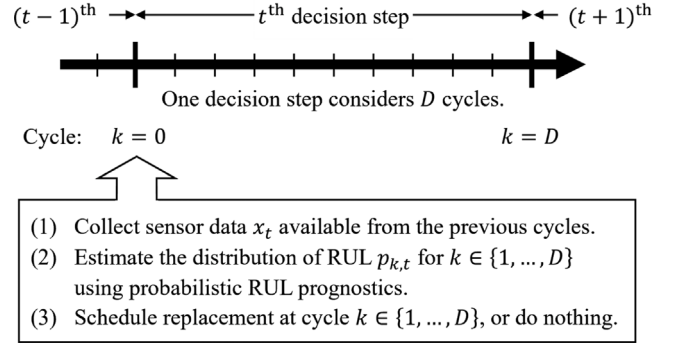 (t − 1)ᵗʰ tᵗʰ decision step (t + 1)ᵗʰ
One decision step considers D cycles.
Cycle: k = 0 k = D
(1) Collect sensor data xₜ available from the previous cycles.
(2) Estimate the distribution of RUL pₖ,ₜ for k ∈ {1, ..., D}
using probabilistic RUL prognostics.
(3) Schedule replacement at cycle k ∈ {1, ..., D}, or do nothing.